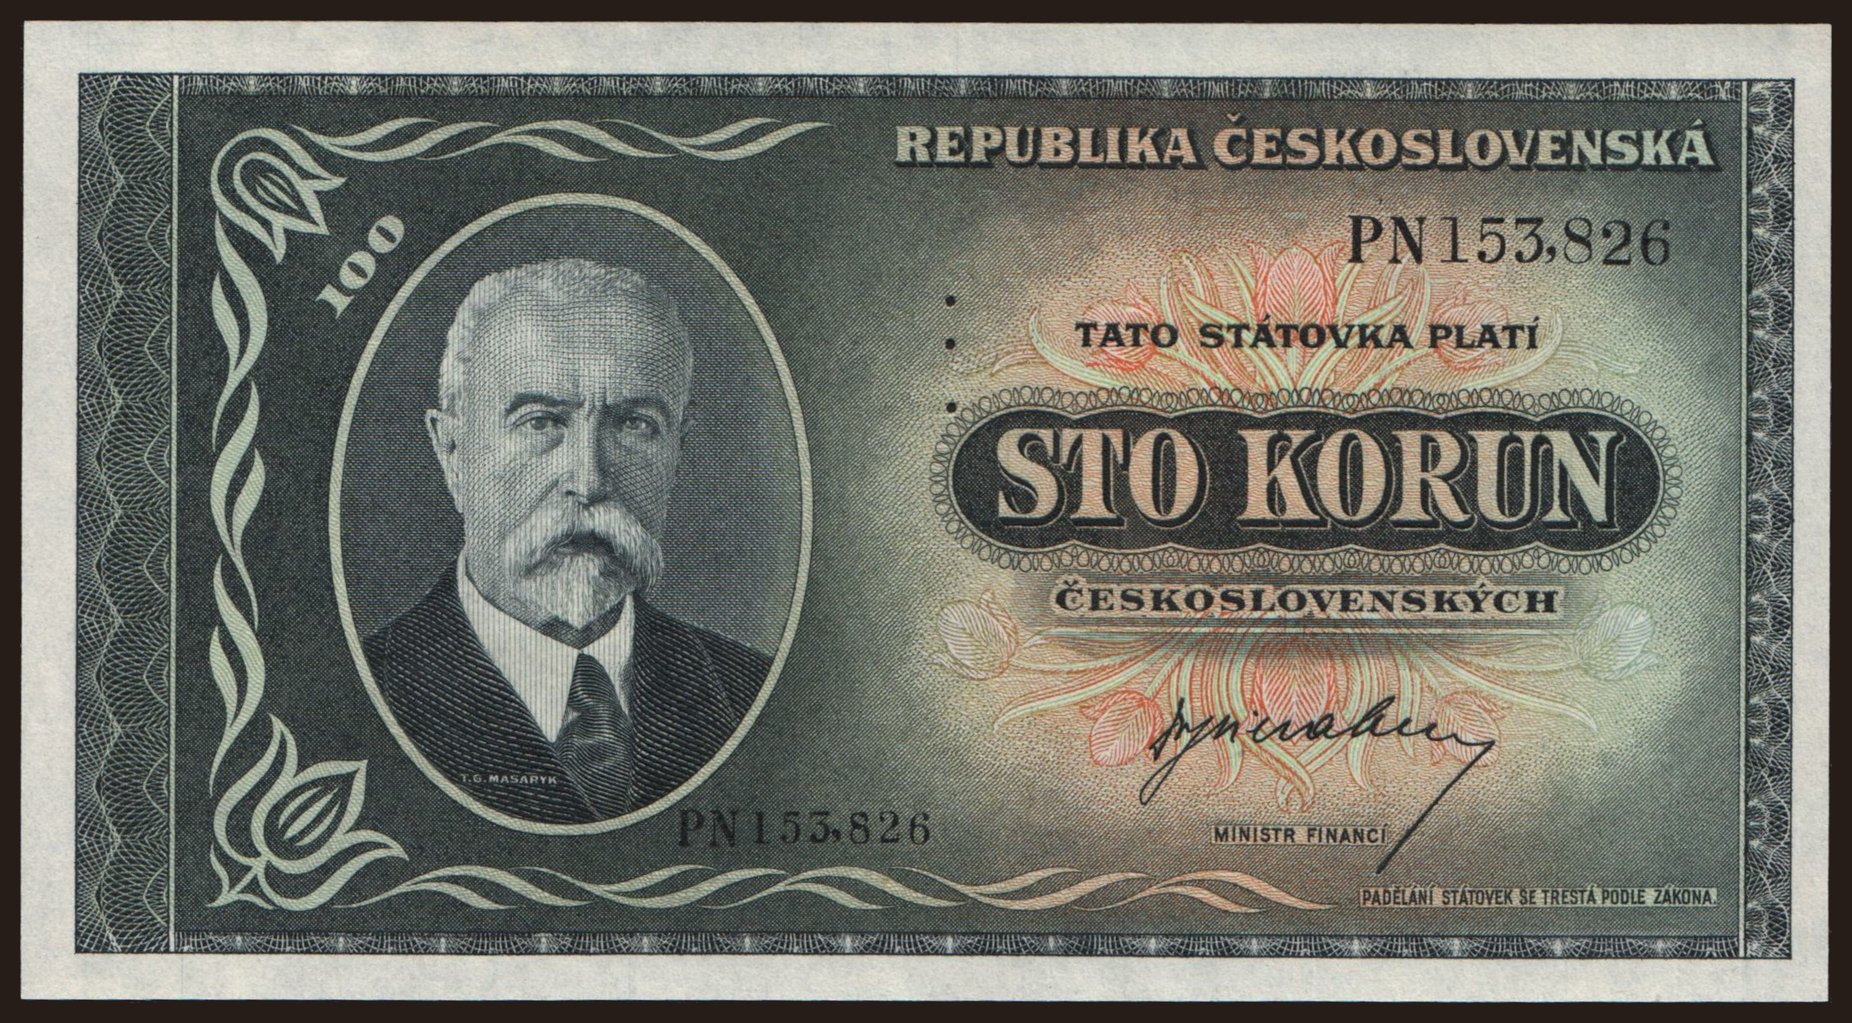 REPUBLIKA ČESKOSLOVENSKÁ
100
PN 153,826
TATO STÁTOVKA PLATÍ
STO KORUN
ČESKOSLOVENSKÝCH
T.G. MASARYK
PN 153,826
MINISTR FINANCÍ
PADĚLÁNÍ STÁTOVEK SE TRESTÁ PODLE ZÁKONA.